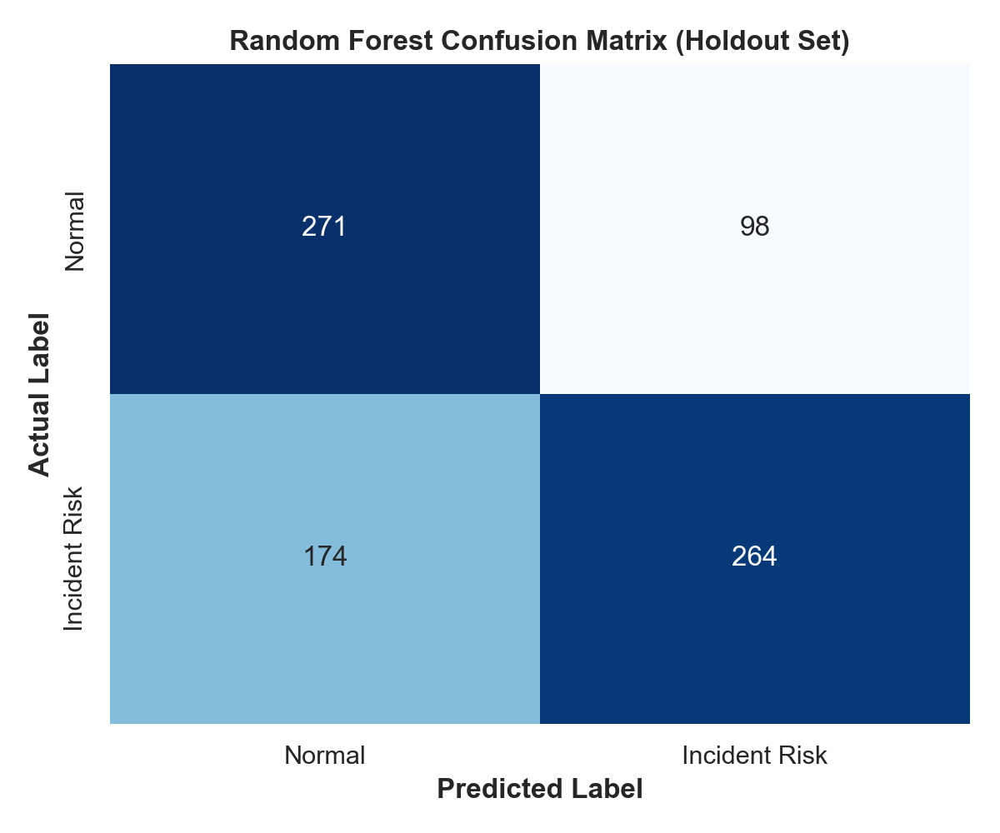 Random Forest Confusion Matrix (Holdout Set)
Actual Label
Normal
271
98
Incident Risk
174
264
Normal
Incident Risk
Predicted Label